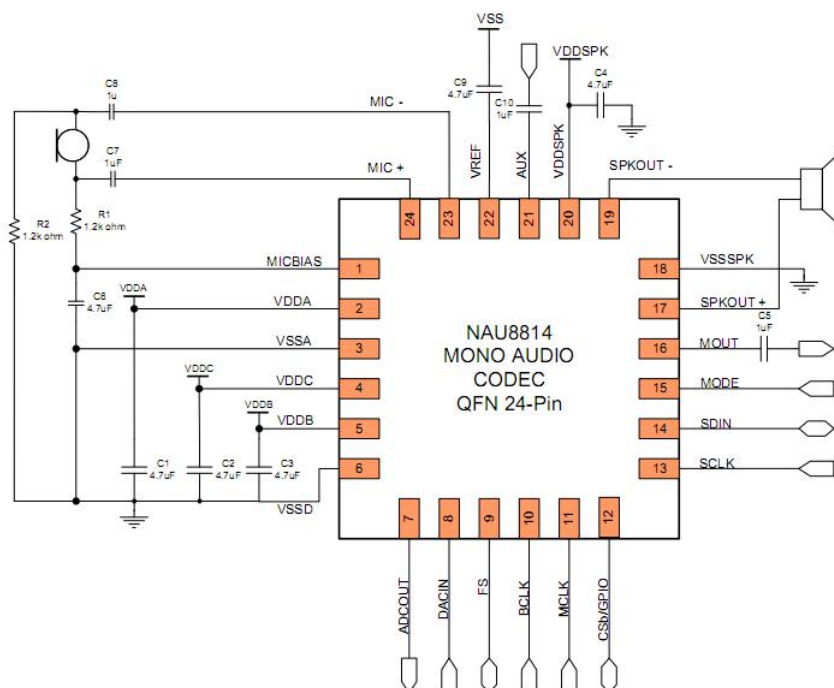 VSS
VDDSPK
C8
1u
C9
4.7uF
C10
1uF
C4
4.7uF
MIC -
VREF
AUX
VDDSPK
C7
1uF
MIC +
SPKOUT -
R2
1.2k ohm
R1
1.2k ohm
24
23
22
21
20
19
MICBIAS
1
18
VSSSPK
C6
4.7uF
VDDA
VDDA
2
17
SPKOUT +
C5
1uF
VSSA
3
16
MOUT
NAU8814
MONO AUDIO
CODEC
QFN 24-Pin
VDDC
VDDC
4
15
MODE
VDDB
VDDB
5
14
SDIN
C1
4.7uF
C2
4.7uF
C3
4.7uF
6
13
SCLK
VSSD
7
8
9
10
11
12
ADCOUT
DACIN
FS
BCLK
MCLK
CSb/GPIO